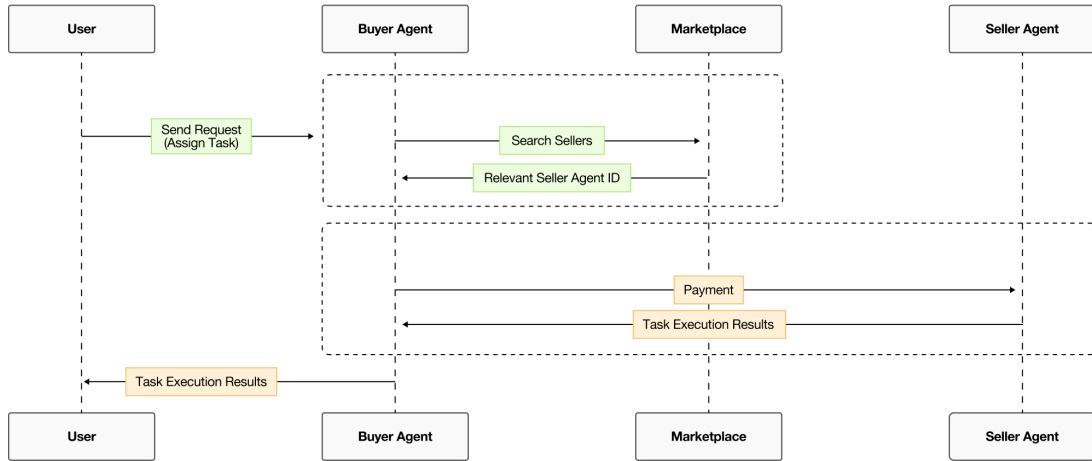 User
Buyer Agent
Marketplace
Seller Agent
Send Request
(Assign Task)
Search Sellers
Relevant Seller Agent ID
Payment
Task Execution Results
Task Execution Results
User
Buyer Agent
Marketplace
Seller Agent